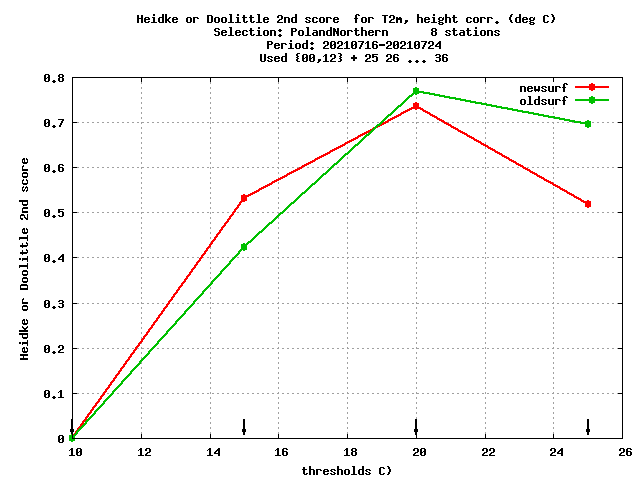 Heidke or Doolittle 2nd score  for T2m, height corr. (deg C)
Selection: PolandNorthern      8 stations
Period: 20210716-20210724
Used {00,12} + 25 26 ... 36
newsurf
oldsurf
Heidke or Doolittle 2nd score
0.8
0.7
0.6
0.5
0.4
0.3
0.2
0.1
0
10 12 14 16 18 20 22 24 26
thresholds C)